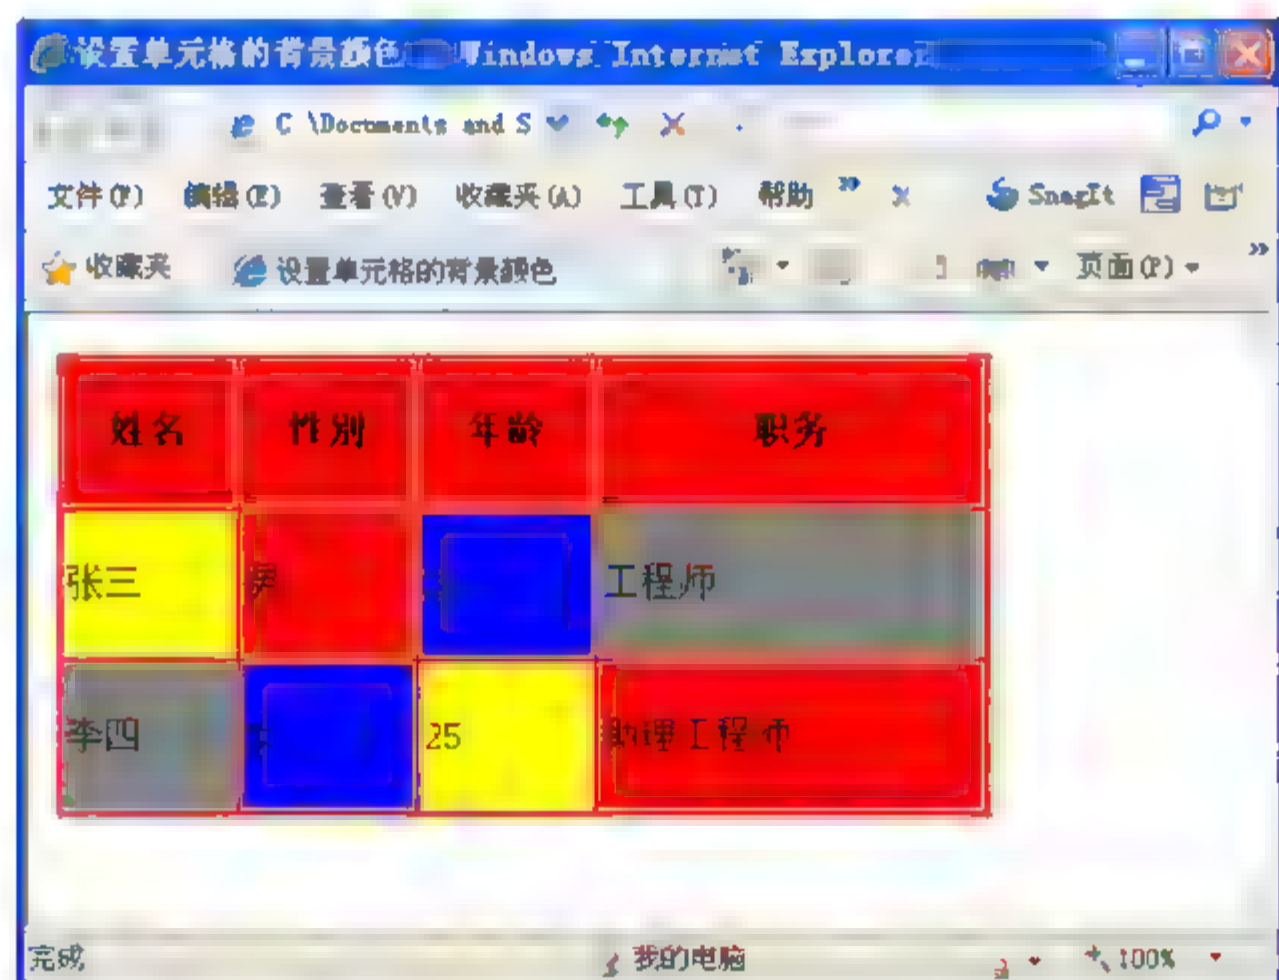 设置单元格的背景颜色 Windows Internet Explorer
C \Documents and S
文件(F) 编辑(E) 查看(V) 收藏夹(A) 工具(T) 帮助 » x SnagIt
收藏夹 设置单元格的背景颜色 页面(P) »
姓名 性别 年龄 职务
张三 男 工程师
李四 25 助理工程师
完成 我的电脑 100%